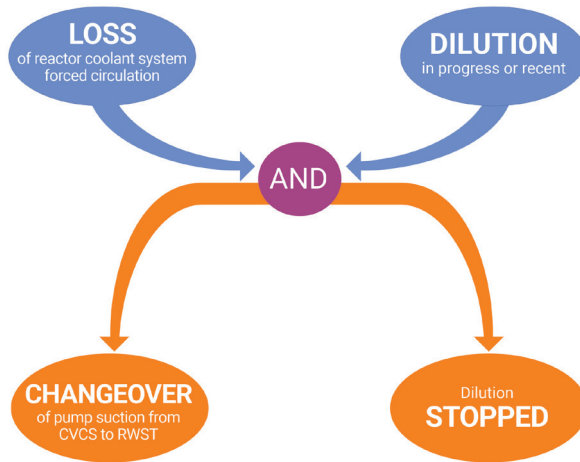 LOSS
of reactor coolant system
forced circulation
DILUTION
in progress or recent
AND
CHANGEOVER
of pump suction from
CVCS to RWST
Dilution
STOPPED